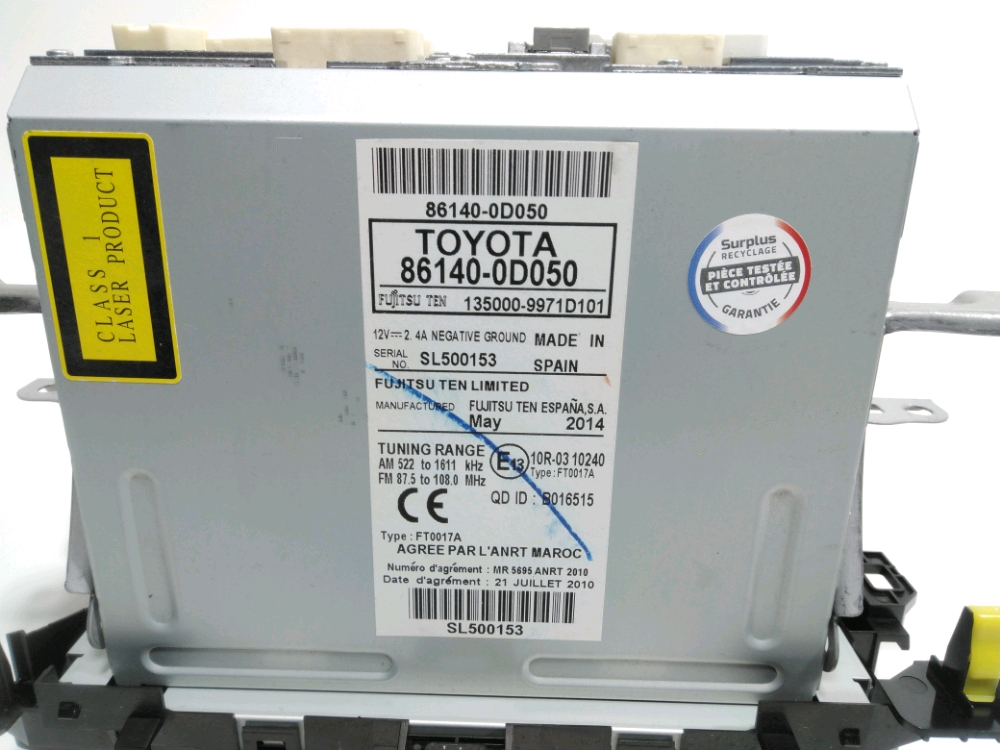 CLASS 1
LASER PRODUCT
86140-0D050
TOYOTA
86140-0D050
FUJITSU TEN 135000-9971D101
12V 2.4A NEGATIVE GROUND MADE IN
SERIAL NO. SL500153 SPAIN
FUJITSU TEN LIMITED
MANUFACTURED FUJITSU TEN ESPAÑA,S.A.
May 2014
TUNING RANGE
AM 522 to 1611 kHz
FM 87.5 to 108.0 MHz
E13 10R-03 10240
Type : FT0017A
CE QD ID : B016515
Type : FT0017A
AGREE PAR L'ANRT MAROC
Numéro d'agrément : MR 5695 ANRT 2010
Date d'agrément : 21 JUILLET 2010
SL500153
Surplus
RECYCLAGE
PIÈCE TESTÉE
ET CONTRÔLÉE
GARANTIE